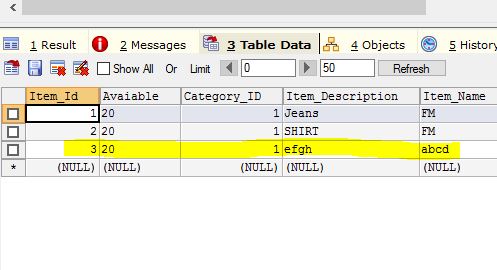 1 Result 2 Messages 3 Table Data 4 Objects 5 History
Show All Or Limit 0 50 Refresh
Item_Id Avaiable Category_ID Item_Description Item_Name
1 20 1 Jeans FM
2 20 1 SHIRT FM
3 20 1 efgh abcd
* (NULL) (NULL) (NULL) (NULL) (NULL)